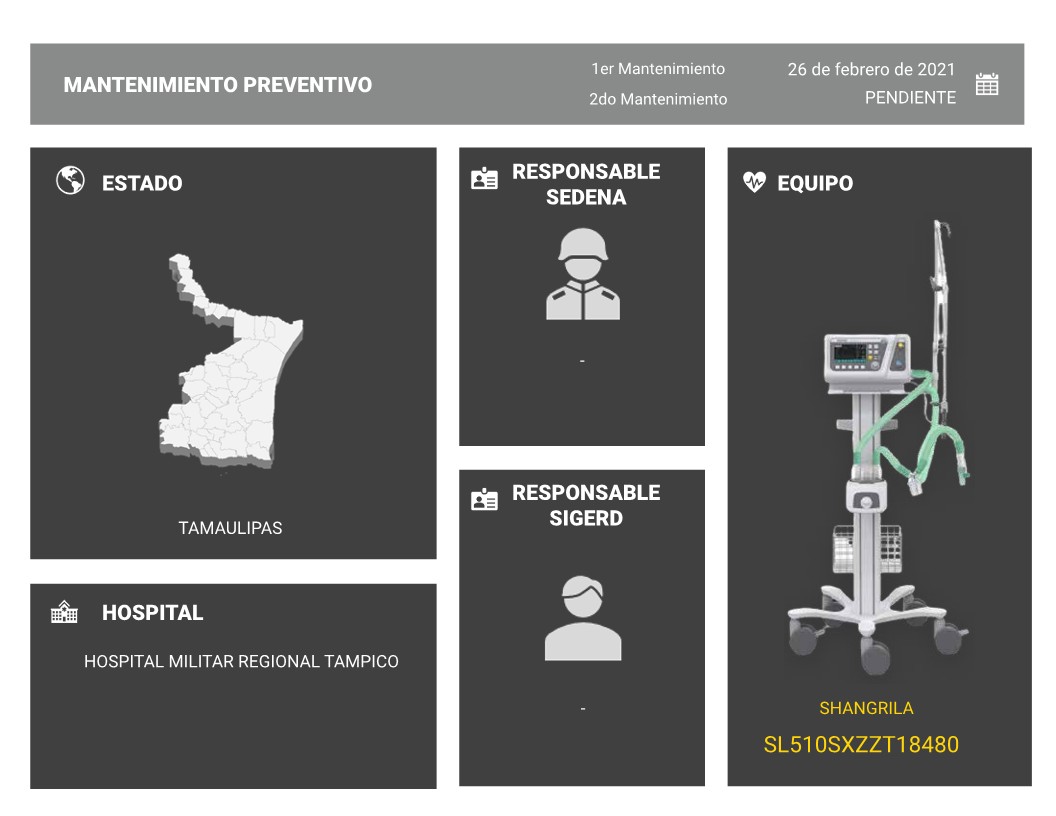 MANTENIMIENTO PREVENTIVO
1er Mantenimiento
26 de febrero de 2021
2do Mantenimiento
PENDIENTE
ESTADO
TAMAULIPAS
HOSPITAL
HOSPITAL MILITAR REGIONAL TAMPICO
RESPONSABLE
SEDENA
-
RESPONSABLE
SIGERD
-
EQUIPO
SHANGRILA
SL510SXZZT18480